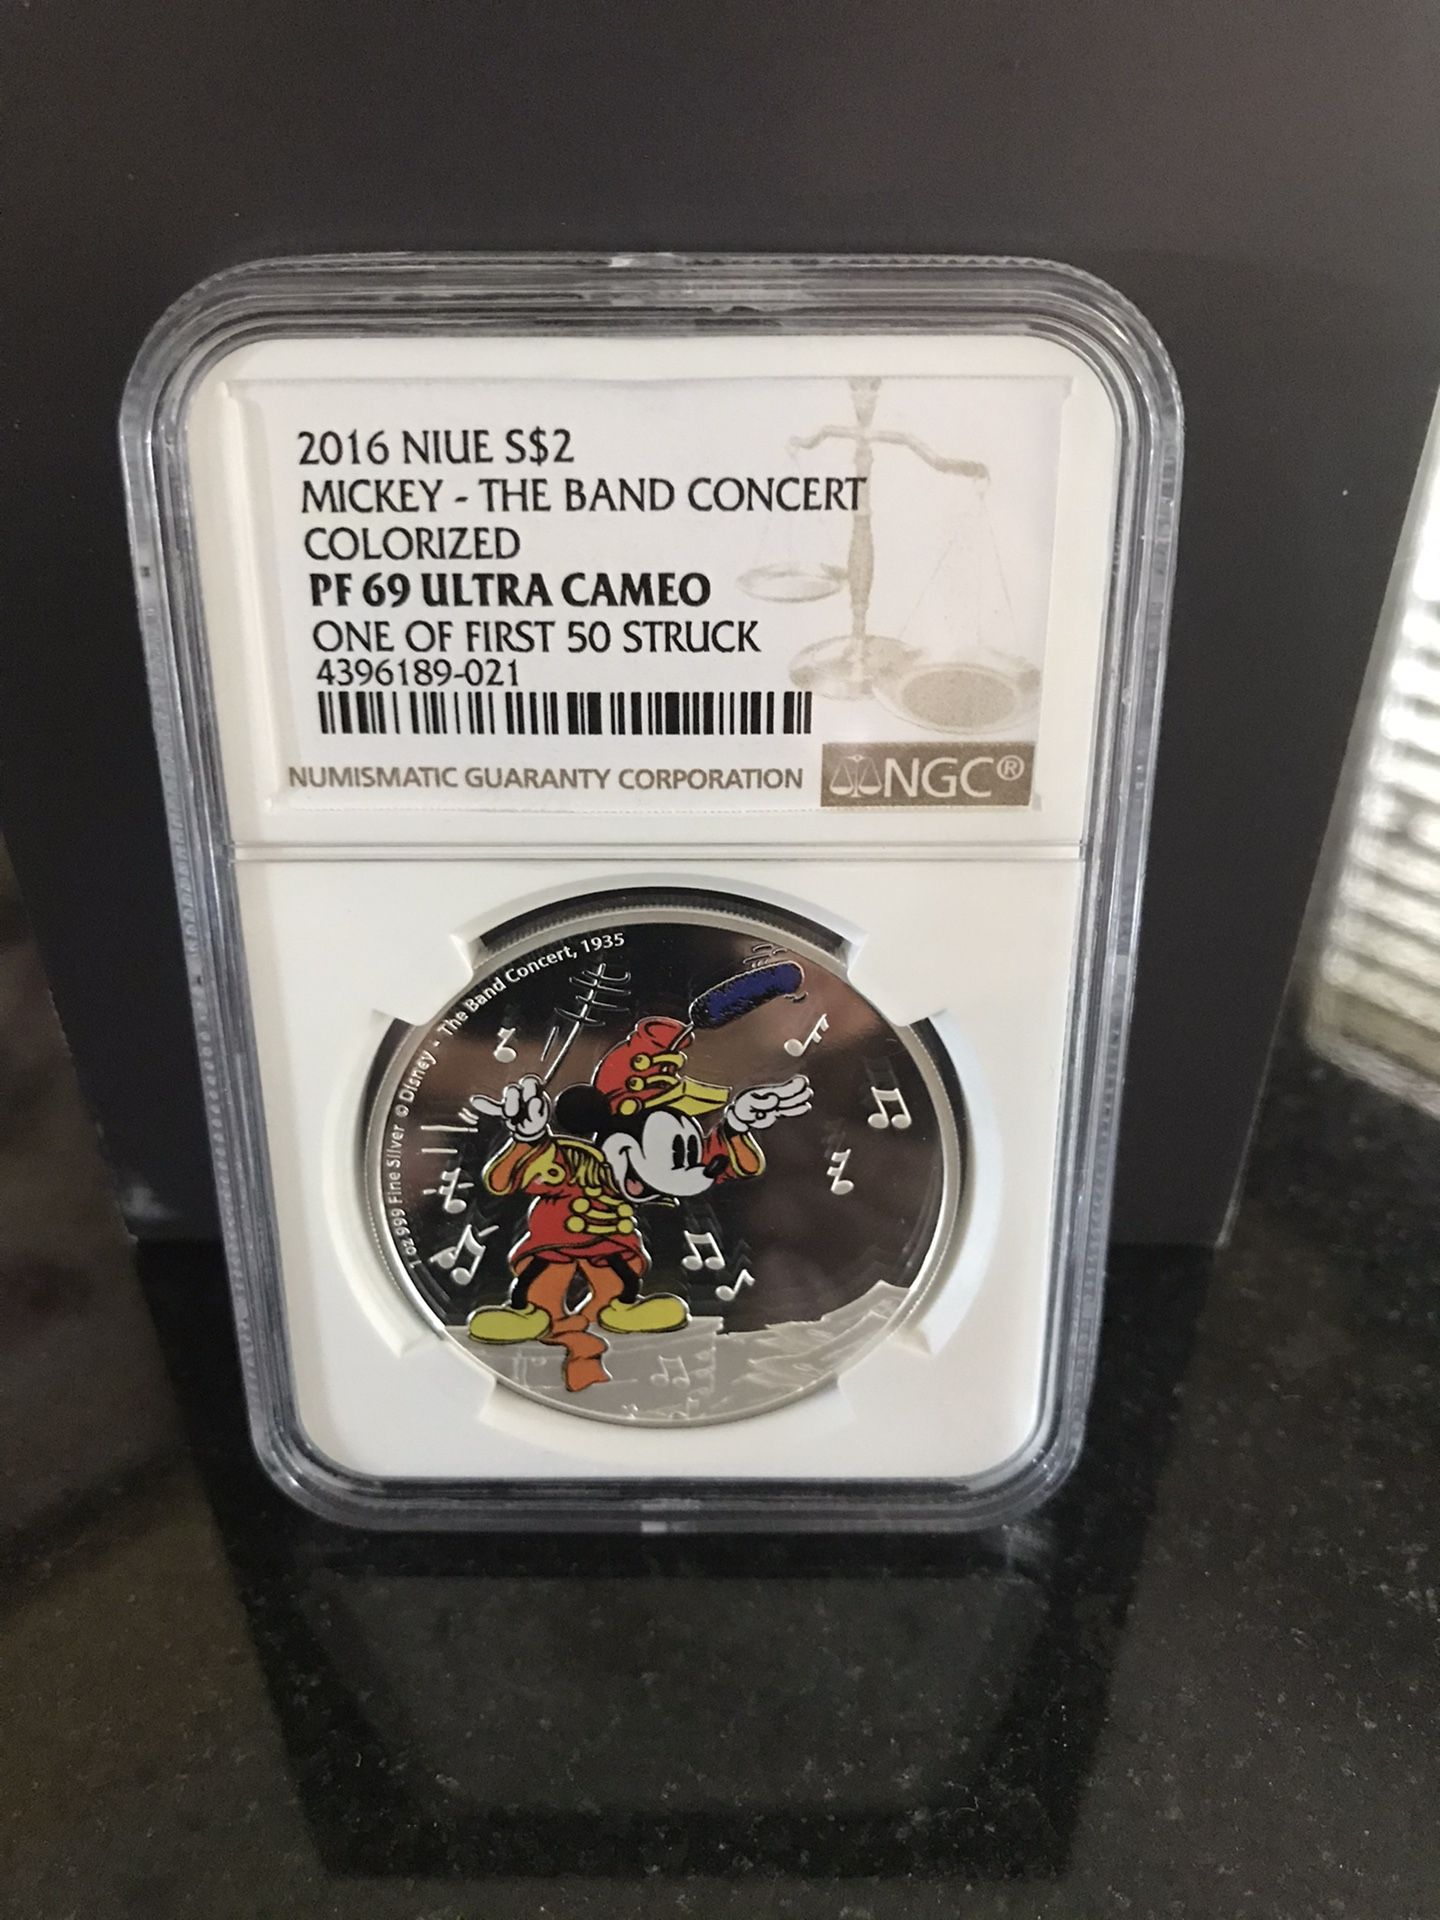 2016 NIUE S$2
MICKEY - THE BAND CONCERT
COLORIZED
PF 69 ULTRA CAMEO
ONE OF FIRST 50 STRUCK
4396189-021
NUMISMATIC GUARANTY CORPORATION
NGC®
1 oz 999 Fine Silver © Disney - The Band Concert, 1935